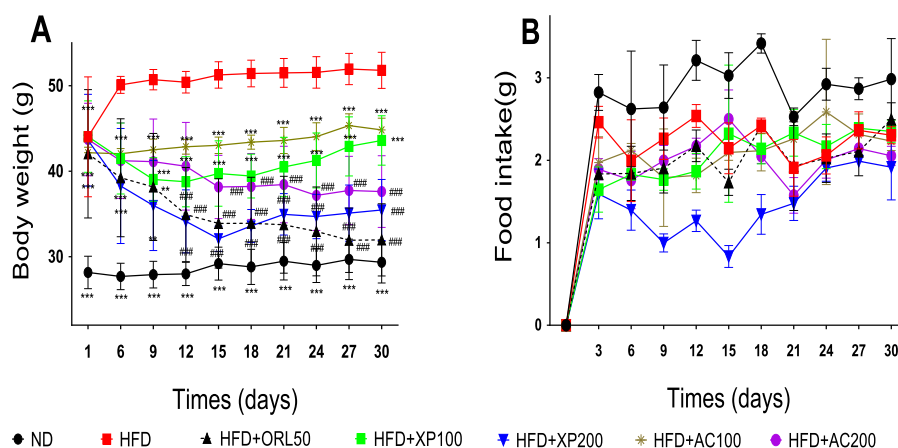 A
B
Body weight (g)
50
40
30
1 6 9 12 15 18 21 24 27 30
Times (days)
Food intake(g)
3
2
1
0
3 6 9 12 15 18 21 24 27 30
Times (days)
ND HFD HFD+ORL50 HFD+XP100 HFD+XP200 HFD+AC100 HFD+AC200